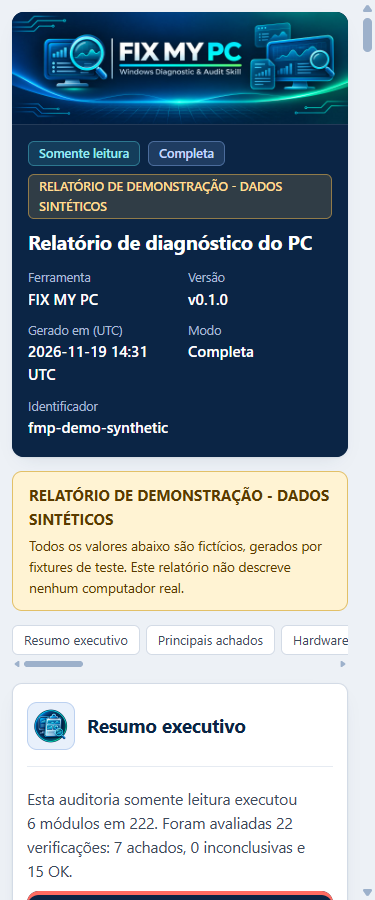 FIX MY PC
Windows Diagnostic & Audit Skill
Somente leitura
Completa
RELATÓRIO DE DEMONSTRAÇÃO - DADOS
SINTÉTICOS
Relatório de diagnóstico do PC
Ferramenta
FIX MY PC
Versão
v0.1.0
Gerado em (UTC)
2026-11-19 14:31
UTC
Modo
Completa
Identificador
fmp-demo-synthetic
RELATÓRIO DE DEMONSTRAÇÃO - DADOS
SINTÉTICOS
Todos os valores abaixo são fictícios, gerados por
fixtures de teste. Este relatório não descreve
nenhum computador real.
Resumo executivo
Principais achados
Hardware
Resumo executivo
Esta auditoria somente leitura executou
6 módulos em 222. Foram avaliadas 22
verificações: 7 achados, 0 inconclusivas e
15 OK.